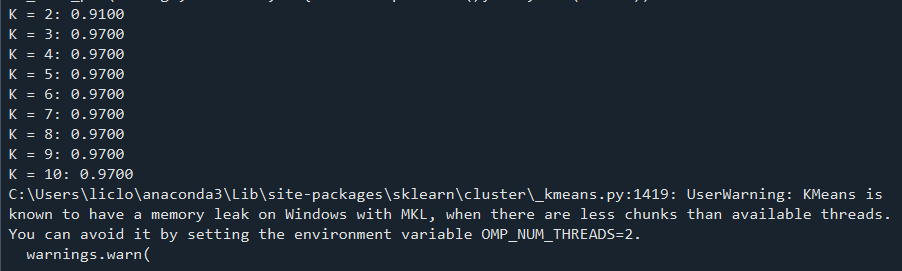 K = 2: 0.9100
K = 3: 0.9700
K = 4: 0.9700
K = 5: 0.9700
K = 6: 0.9700
K = 7: 0.9700
K = 8: 0.9700
K = 9: 0.9700
K = 10: 0.9700
C:\Users\liclo\anaconda3\Lib\site-packages\sklearn\cluster\_kmeans.py:1419: UserWarning: KMeans is
known to have a memory leak on Windows with MKL, when there are less chunks than available threads.
You can avoid it by setting the environment variable OMP_NUM_THREADS=2.
  warnings.warn(